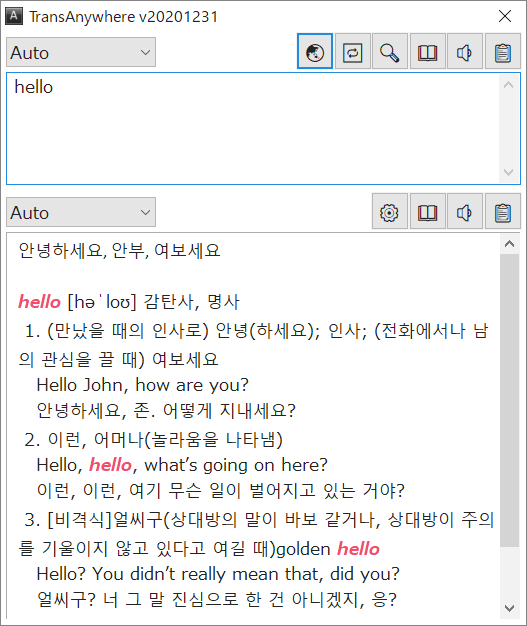 TransAnywhere v20201231
Auto
hello
Auto
안녕하세요, 안부, 여보세요
hello [həˈloʊ] 감탄사, 명사
1. (만났을 때의 인사로) 안녕(하세요); 인사; (전화에서나 남
의 관심을 끌 때) 여보세요
Hello John, how are you?
안녕하세요, 존. 어떻게 지내세요?
2. 이런, 어머나(놀라움을 나타냄)
Hello, hello, what’s going on here?
이런, 이런, 여기 무슨 일이 벌어지고 있는 거야?
3. [비격식]얼씨구(상대방의 말이 바보 같거나, 상대방이 주의
를 기울이지 않고 있다고 여길 때)golden hello
Hello? You didn’t really mean that, did you?
얼씨구? 너 그 말 진심으로 한 건 아니겠지, 응?